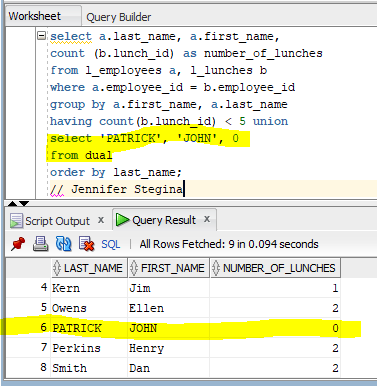 Worksheet Query Builder
select a.last_name, a.first_name,
count (b.lunch_id) as number_of_lunches
from l_employees a, l_lunches b
where a.employee_id = b.employee_id
group by a.first_name, a.last_name
having count(b.lunch_id) < 5 union
select 'PATRICK', 'JOHN', 0
from dual
order by last_name;
// Jennifer Stegina
Script Output x Query Result x
SQL | All Rows Fetched: 9 in 0.094 seconds
LAST_NAME FIRST_NAME NUMBER_OF_LUNCHES
4 Kern Jim 1
5 Owens Ellen 2
6 PATRICK JOHN 0
7 Perkins Henry 2
8 Smith Dan 2